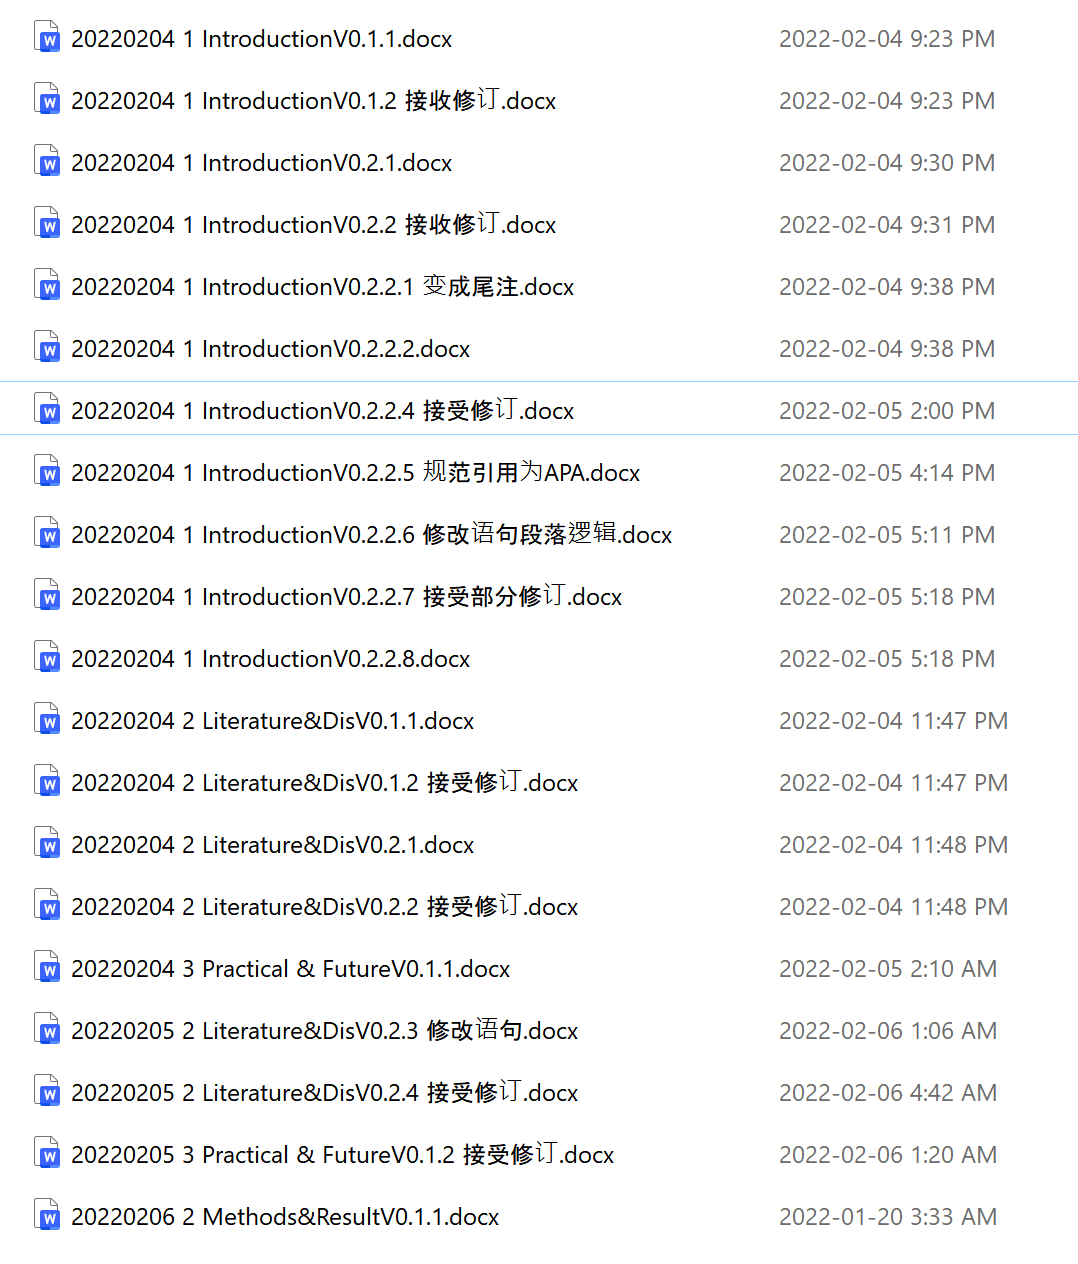 20220204 1 IntroductionV0.1.1.docx 2022-02-04 9:23 PM
20220204 1 IntroductionV0.1.2 接收修订.docx 2022-02-04 9:23 PM
20220204 1 IntroductionV0.2.1.docx 2022-02-04 9:30 PM
20220204 1 IntroductionV0.2.2 接收修订.docx 2022-02-04 9:31 PM
20220204 1 IntroductionV0.2.2.1 变成尾注.docx 2022-02-04 9:38 PM
20220204 1 IntroductionV0.2.2.2.docx 2022-02-04 9:38 PM
20220204 1 IntroductionV0.2.2.4 接受修订.docx 2022-02-05 2:00 PM
20220204 1 IntroductionV0.2.2.5 规范引用为APA.docx 2022-02-05 4:14 PM
20220204 1 IntroductionV0.2.2.6 修改语句段落逻辑.docx 2022-02-05 5:11 PM
20220204 1 IntroductionV0.2.2.7 接受部分修订.docx 2022-02-05 5:18 PM
20220204 1 IntroductionV0.2.2.8.docx 2022-02-05 5:18 PM
20220204 2 Literature&DisV0.1.1.docx 2022-02-04 11:47 PM
20220204 2 Literature&DisV0.1.2 接受修订.docx 2022-02-04 11:47 PM
20220204 2 Literature&DisV0.2.1.docx 2022-02-04 11:48 PM
20220204 2 Literature&DisV0.2.2 接受修订.docx 2022-02-04 11:48 PM
20220204 3 Practical & FutureV0.1.1.docx 2022-02-05 2:10 AM
20220205 2 Literature&DisV0.2.3 修改语句.docx 2022-02-06 1:06 AM
20220205 2 Literature&DisV0.2.4 接受修订.docx 2022-02-06 4:42 AM
20220205 3 Practical & FutureV0.1.2 接受修订.docx 2022-02-06 1:20 AM
20220206 2 Methods&ResultV0.1.1.docx 2022-01-20 3:33 AM